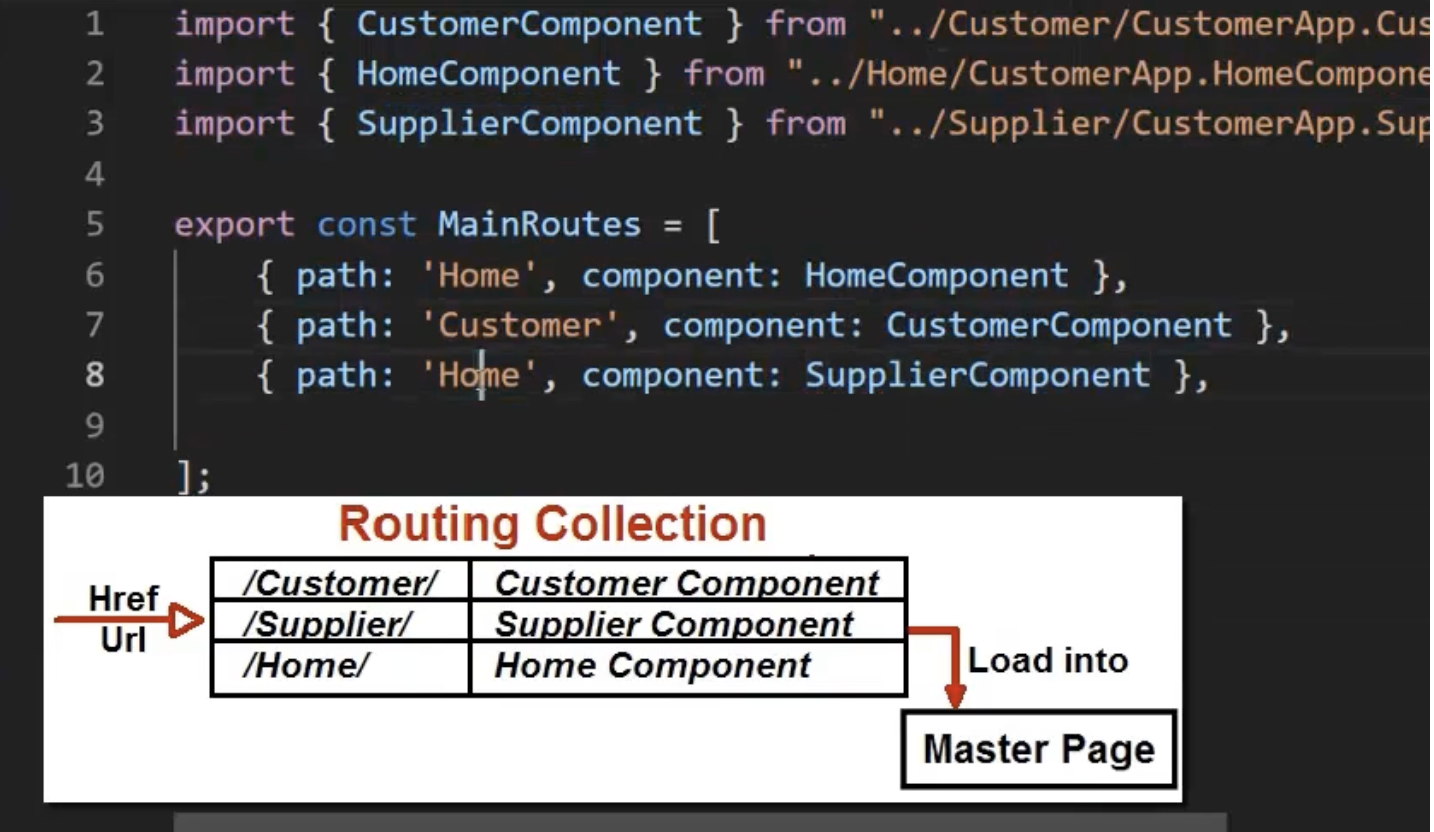 1 import { CustomerComponent } from "../Customer/CustomerApp.Cus
2 import { HomeComponent } from "../Home/CustomerApp.HomeCompone
3 import { SupplierComponent } from "../Supplier/CustomerApp.Sup
4
5 export const MainRoutes = [
6 { path: 'Home', component: HomeComponent },
7 { path: 'Customer', component: CustomerComponent },
8 { path: 'Home', component: SupplierComponent },
9
10 ];
Routing Collection
Href
Url
/Customer/ Customer Component
/Supplier/ Supplier Component
/Home/ Home Component
Load into
Master Page